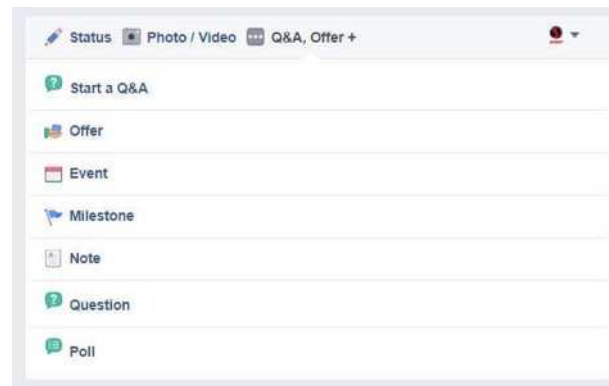 Status Photo / Video Q&A, Offer +
Start a Q&A
Offer
Event
Milestone
Note
Question
Poll